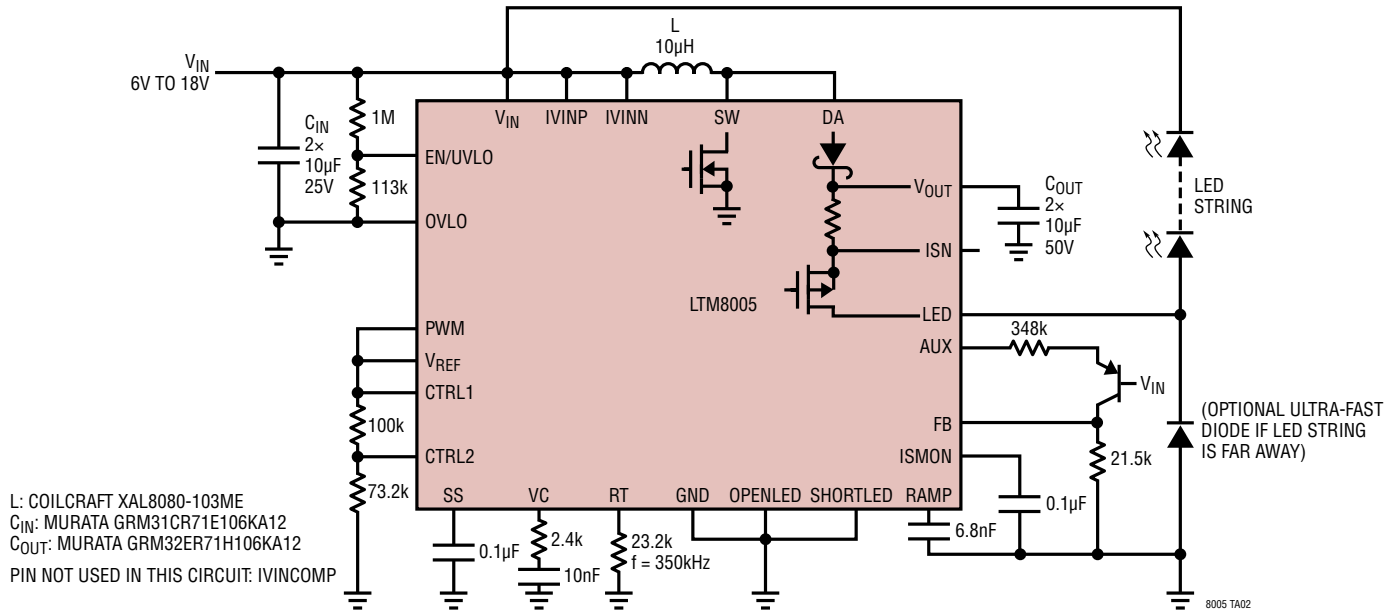 L
10µH
VIN
6V TO 18V
1M
CIN
2×
10µF
25V
113k
VIN
IVINP
IVINN
SW
DA
EN/UVLO
OVLO
VOUT
COUT
2×
10µF
50V
ISN
LED
STRING
LTM8005
LED
AUX
348k
VIN
PWM
VREF
CTRL1
100k
CTRL2
73.2k
FB
ISMON
21.5k
(OPTIONAL ULTRA-FAST
DIODE IF LED STRING
IS FAR AWAY)
SS
VC
RT
GND
OPENLED
SHORTLED
RAMP
0.1µF
2.4k
10nF
23.2k
f = 350kHz
6.8nF
0.1µF
L: COILCRAFT XAL8080-103ME
CIN: MURATA GRM31CR71E106KA12
COUT: MURATA GRM32ER71H106KA12
PIN NOT USED IN THIS CIRCUIT: IVINCOMP
8005 TA02